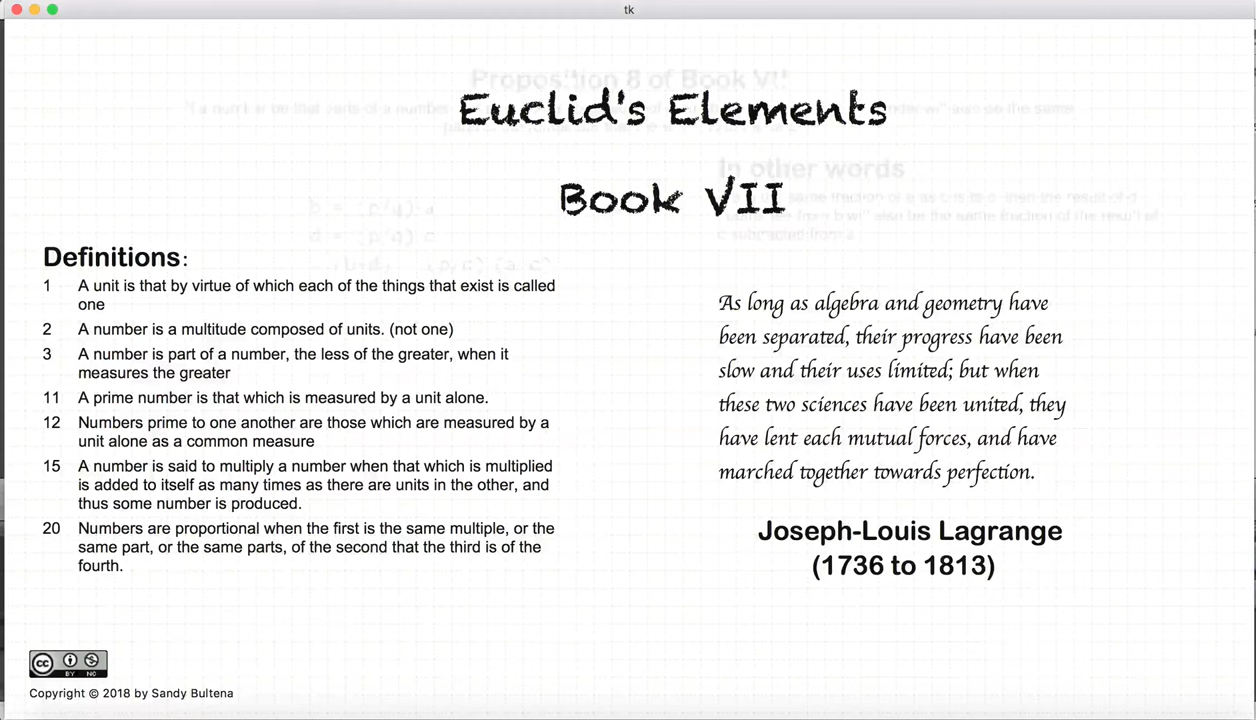 tk
Proposition 8 of Book VII
Euclid's Elements
In other words
Book VII
Definitions:
1 A unit is that by virtue of which each of the things that exist is called
one
2 A number is a multitude composed of units. (not one)
3 A number is part of a number, the less of the greater, when it
measures the greater
11 A prime number is that which is measured by a unit alone.
12 Numbers prime to one another are those which are measured by a
unit alone as a common measure
15 A number is said to multiply a number when that which is multiplied
is added to itself as many times as there are units in the other, and
thus some number is produced.
20 Numbers are proportional when the first is the same multiple, or the
same part, or the same parts, of the second that the third is of the
fourth.
As long as algebra and geometry have
been separated, their progress have been
slow and their uses limited; but when
these two sciences have been united, they
have lent each mutual forces, and have
marched together towards perfection.
Joseph-Louis Lagrange
(1736 to 1813)
CC BY NC
Copyright © 2018 by Sandy Bultena